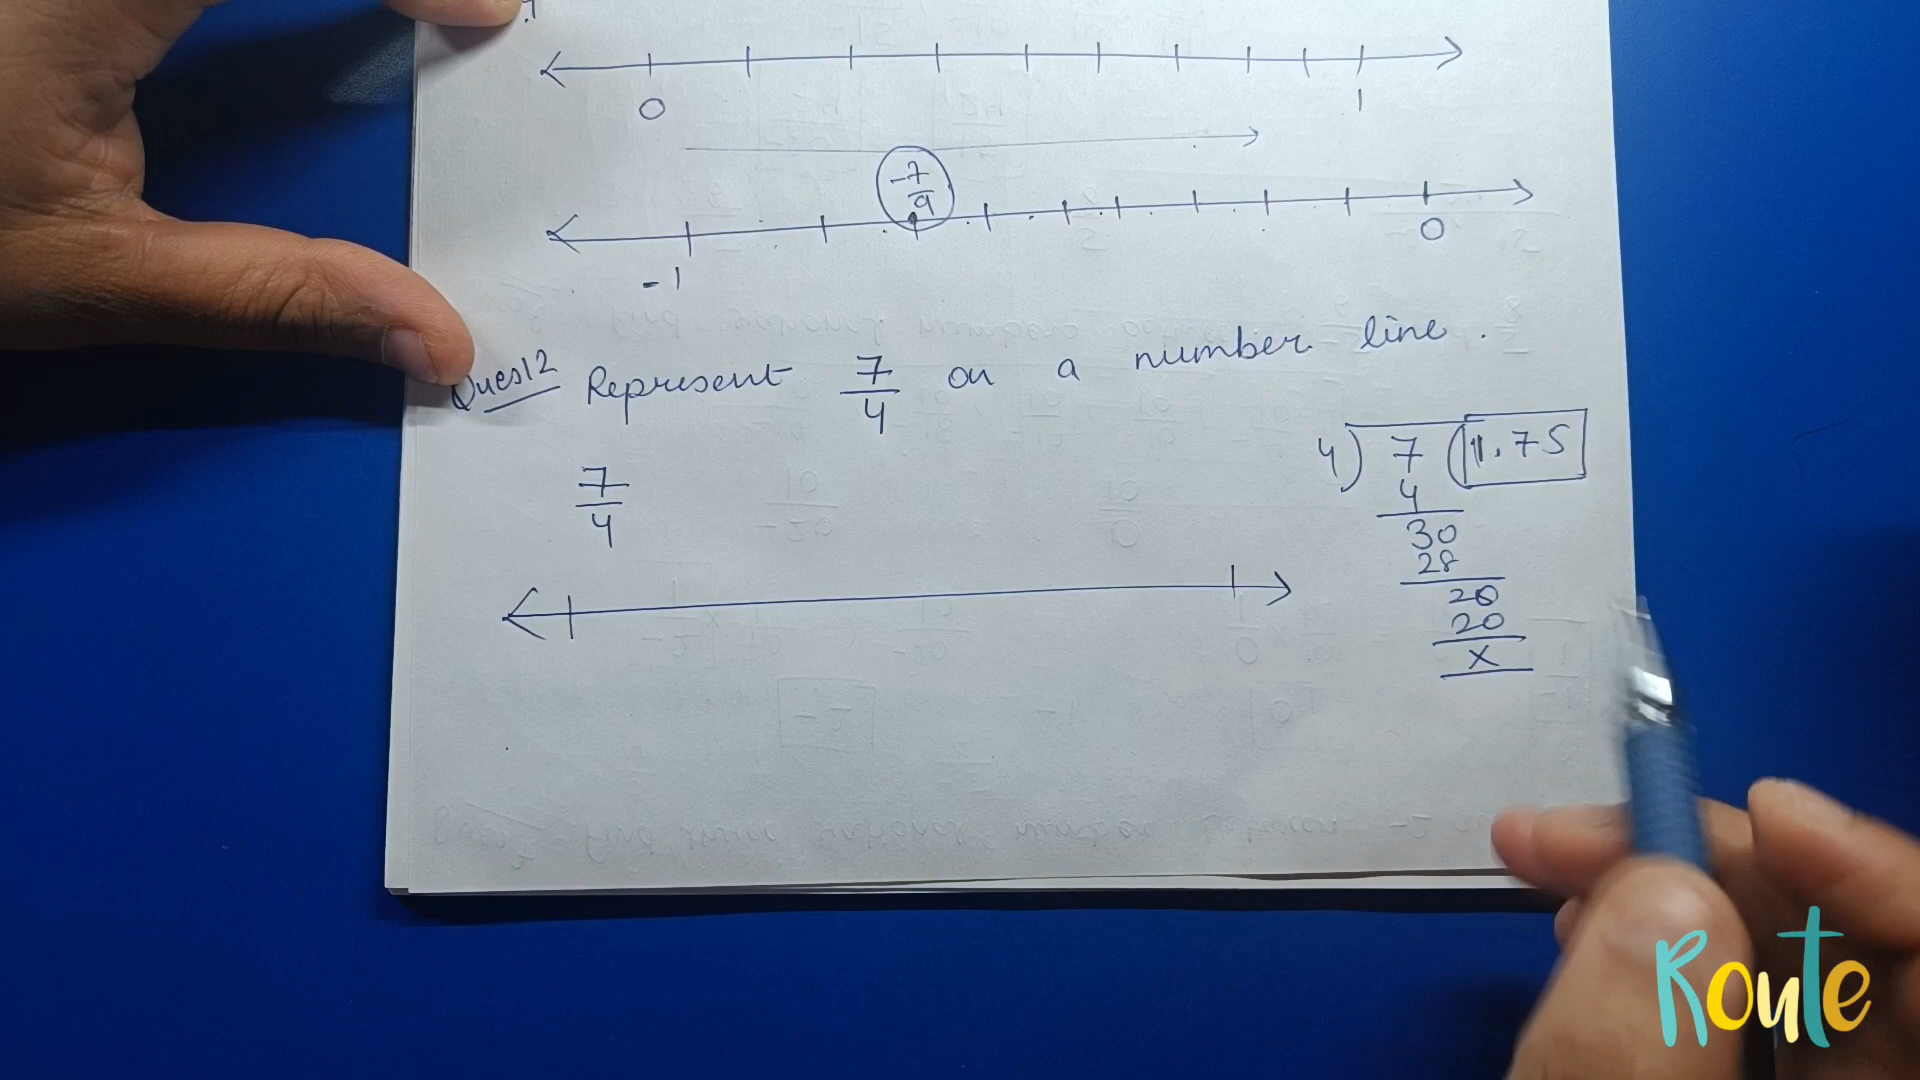 0 1
-7
9
-1 0
Ques12 Represent 7/4 on a number line.
7
4
4) 7 (1.75
4
30
28
20
20
x
Route